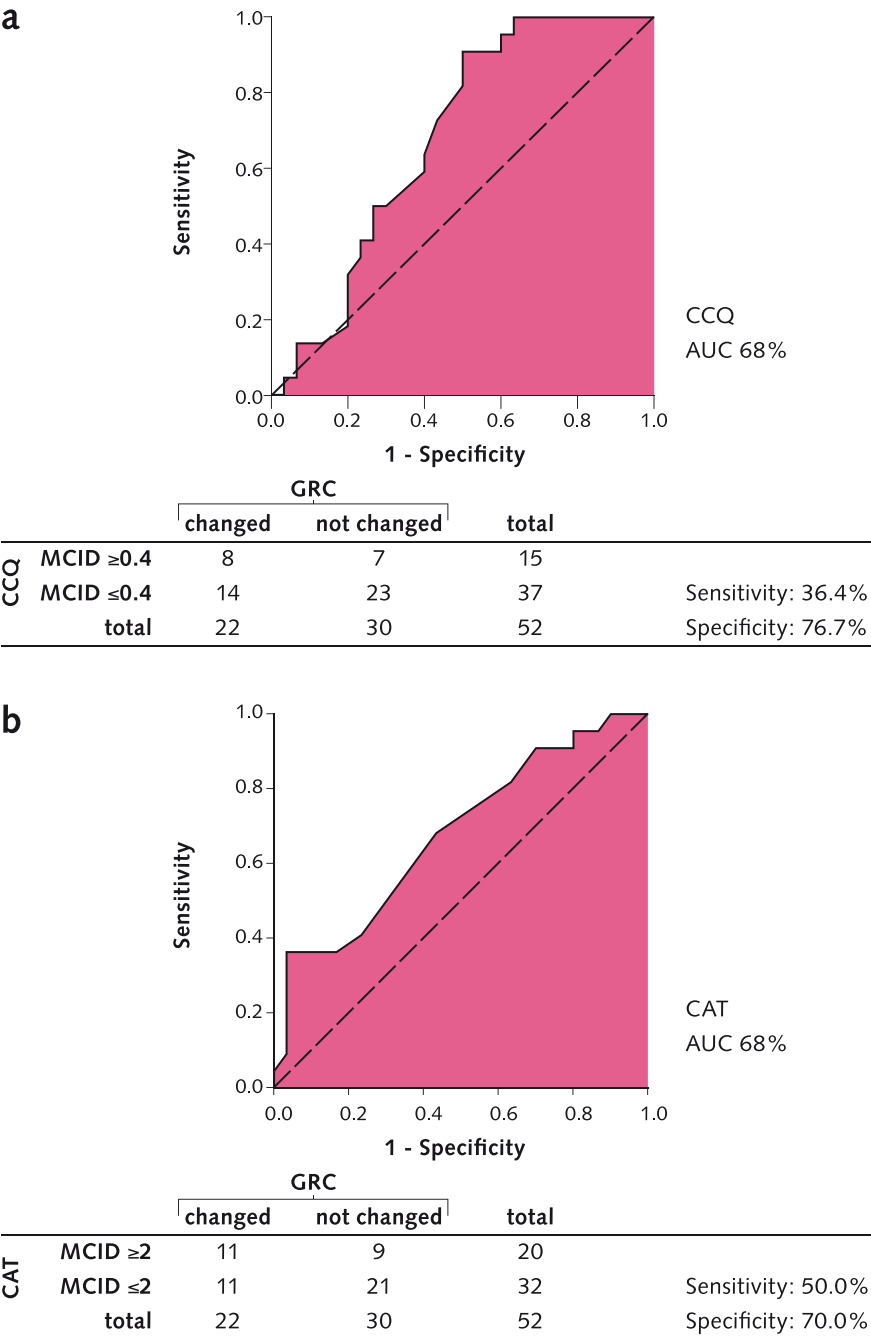 a
1.0
0.8
0.6
0.4
0.2
0.0
Sensitivity
0.0 0.2 0.4 0.6 0.8 1.0
1 - Specificity
CCQ
AUC 68%
GRC
changed not changed total
CCQ
MCID ≥0.4 8 7 15
MCID ≤0.4 14 23 37 Sensitivity: 36.4%
total 22 30 52 Specificity: 76.7%
b
1.0
0.8
0.6
0.4
0.2
0.0
Sensitivity
0.0 0.2 0.4 0.6 0.8 1.0
1 - Specificity
CAT
AUC 68%
GRC
changed not changed total
CAT
MCID ≥2 11 9 20
MCID ≤2 11 21 32 Sensitivity: 50.0%
total 22 30 52 Specificity: 70.0%